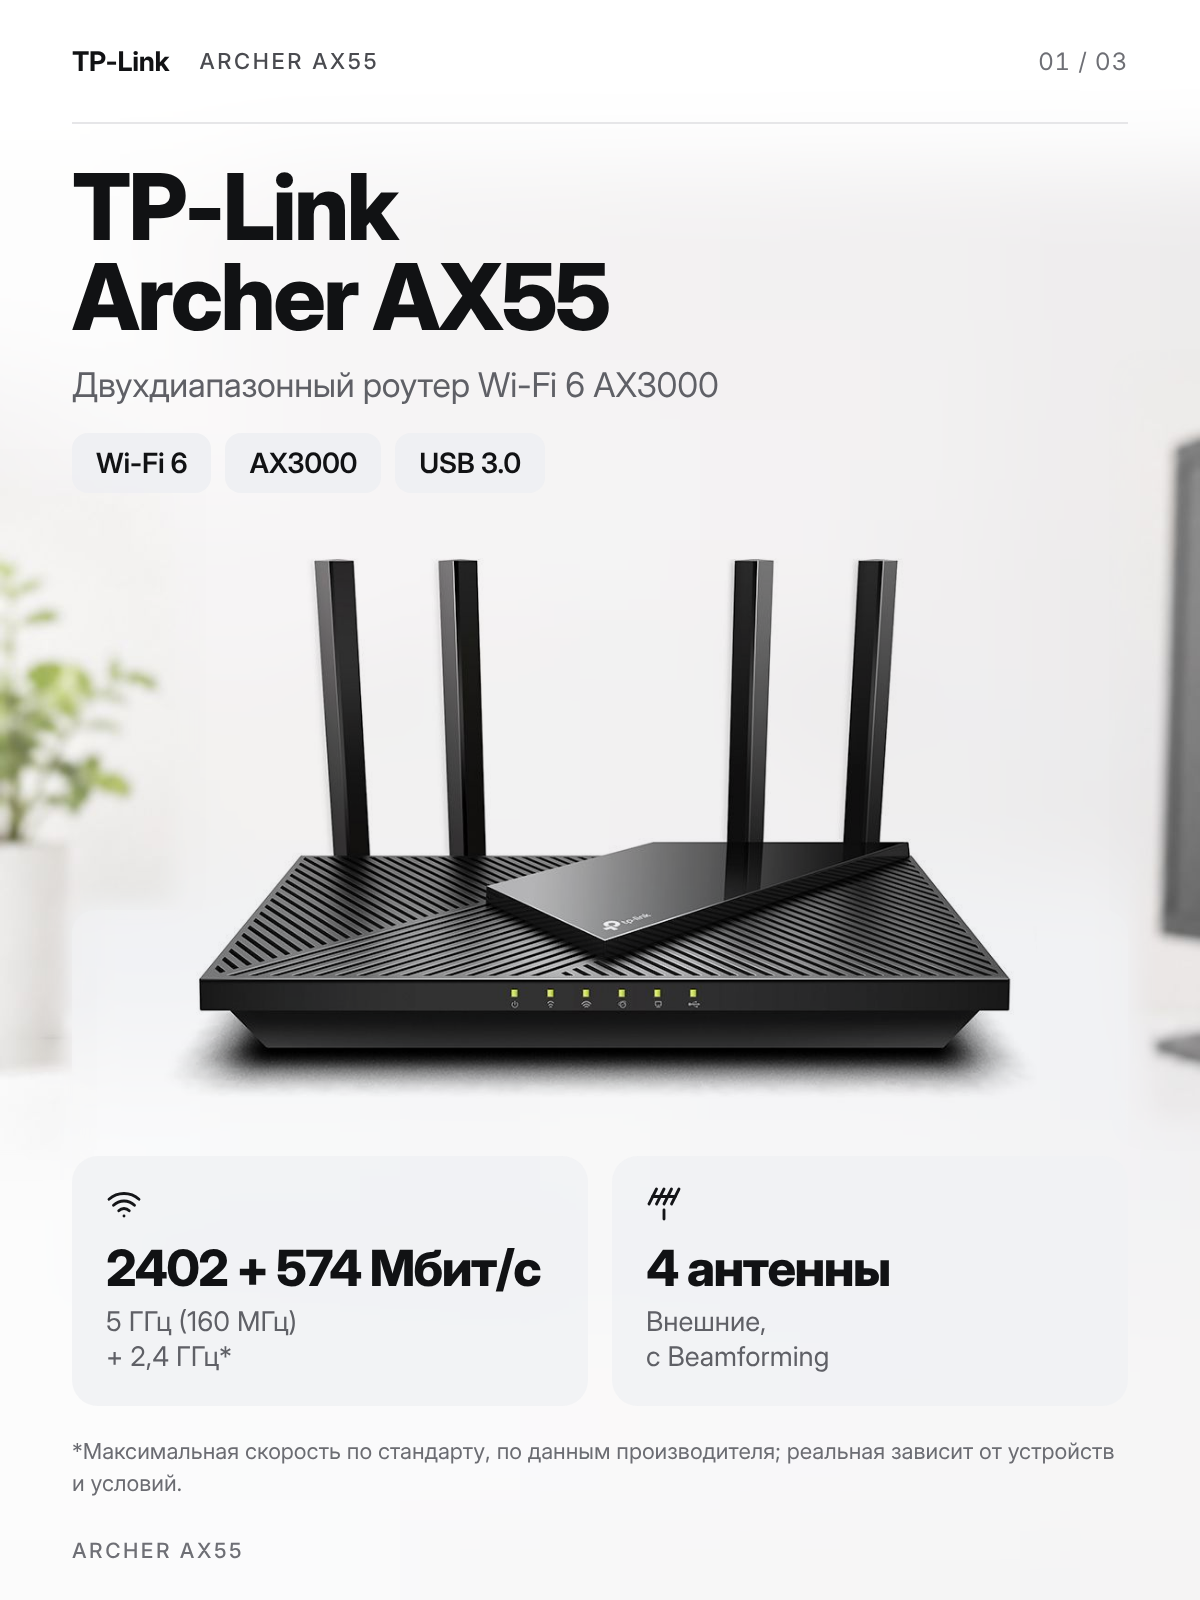 TP-Link ARCHER AX55 01 / 03
TP-Link
Archer AX55
Двухдиапазонный роутер Wi-Fi 6 AX3000
Wi-Fi 6 AX3000 USB 3.0
tp-link
2402 + 574 Мбит/с
5 ГГц (160 МГц)
+ 2,4 ГГц*
4 антенны
Внешние,
с Beamforming
*Максимальная скорость по стандарту, по данным производителя; реальная зависит от устройств
и условий.
ARCHER AX55